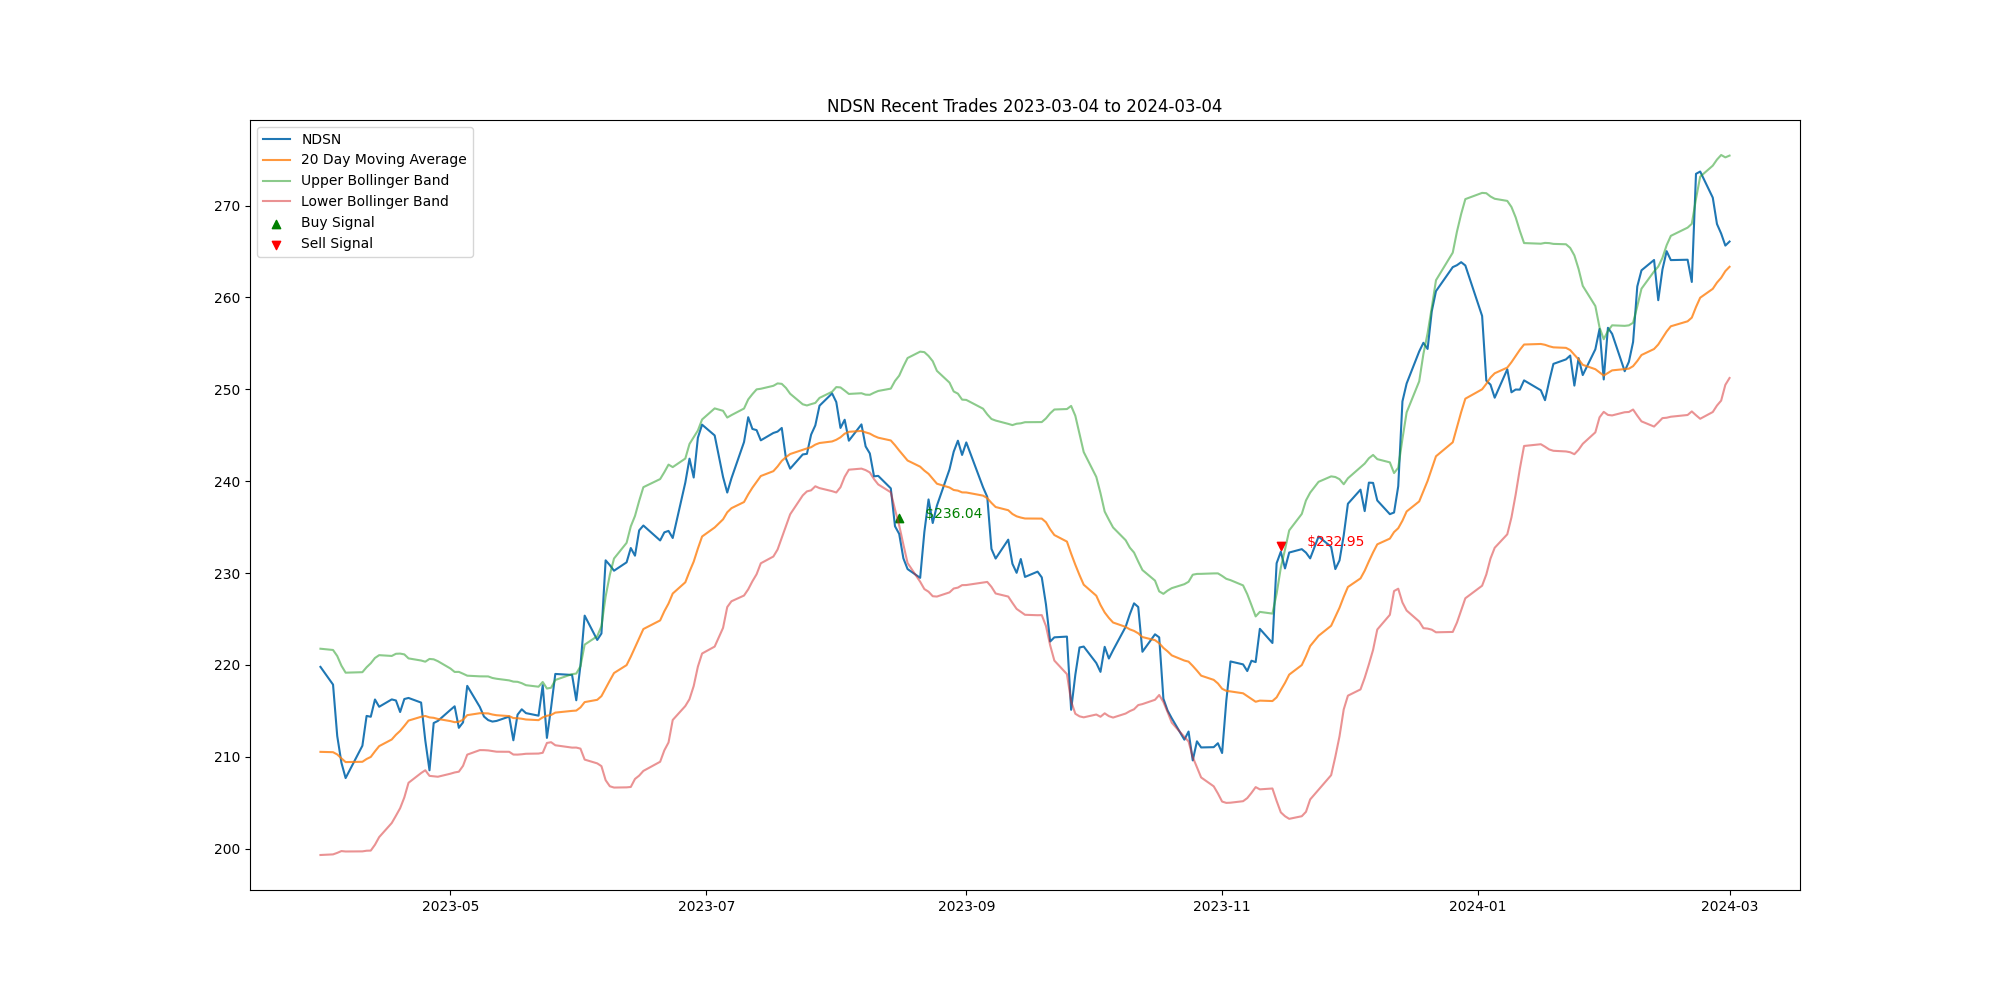 NDSN Recent Trades 2023-03-04 to 2024-03-04
NDSN
20 Day Moving Average
Upper Bollinger Band
Lower Bollinger Band
Buy Signal
Sell Signal
270
260
250
240
230
220
210
200
$236.04
$232.95
2023-05
2023-07
2023-09
2023-11
2024-01
2024-03